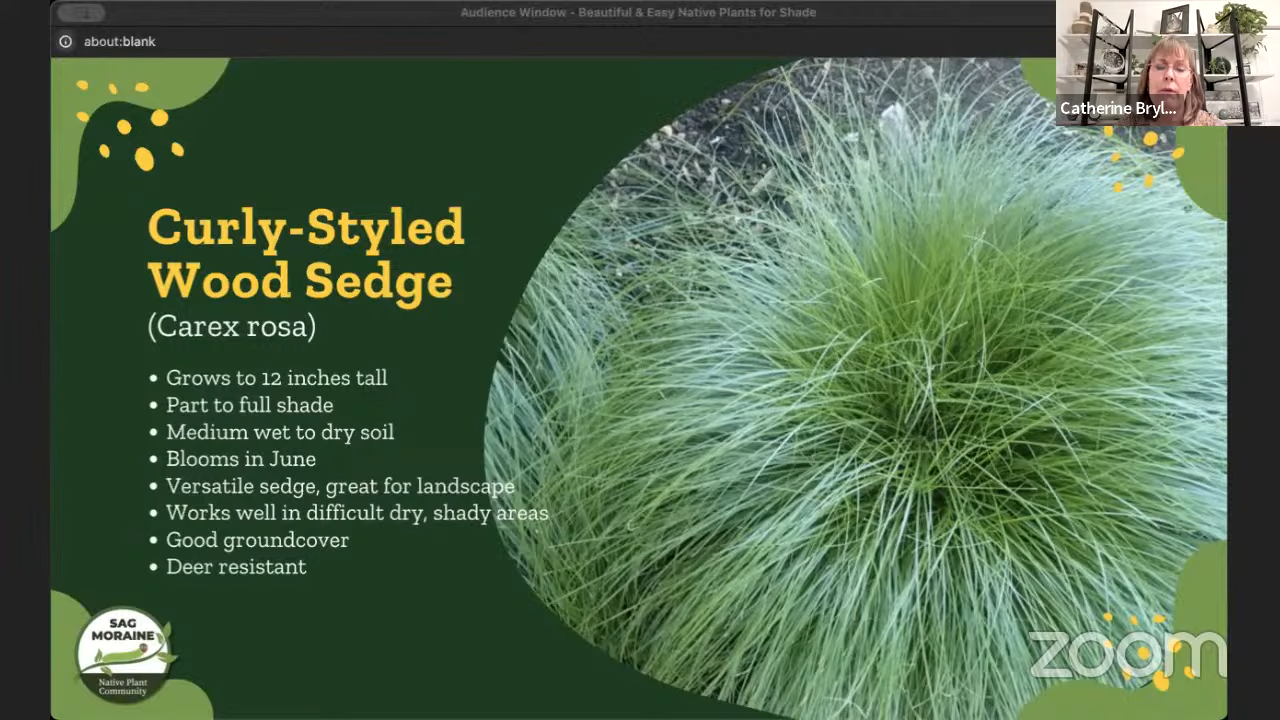 Audience Window - Beautiful & Easy Native Plants for Shade
about:blank
Catherine Bryl...
Curly-Styled
Wood Sedge
(Carex rosa)
• Grows to 12 inches tall
• Part to full shade
• Medium wet to dry soil
• Blooms in June
• Versatile sedge, great for landscape
• Works well in difficult dry, shady areas
• Good groundcover
• Deer resistant
SAG
MORAINE
Native Plant
Community
zoom